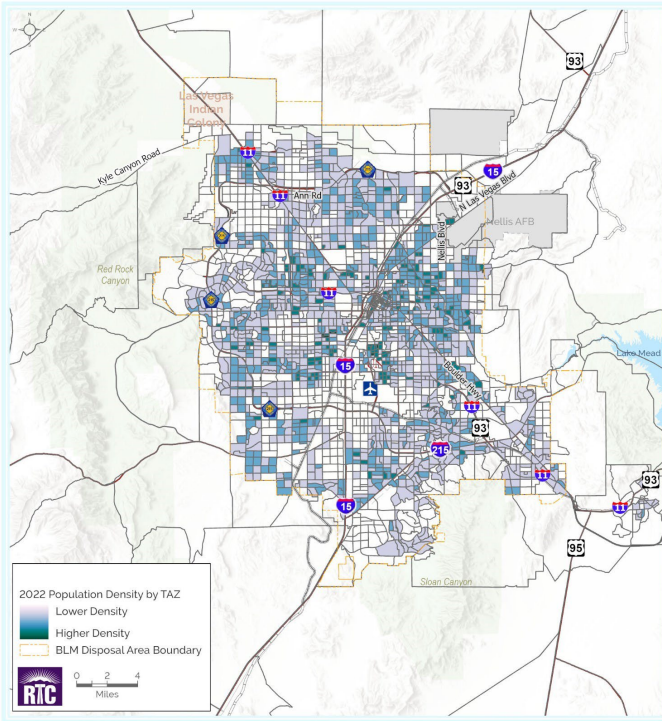 93
Las Vegas
Indian
Colony
Kyle Canyon Road
11
15
93
N Las Vegas Blvd
11
Ann Rd
Nellis Blvd
Nellis AFB
Red Rock
Canyon
11
Lake Mead
15
Boulder Hwy
11
93
215
11
93
15
11
95
Sloan Canyon
2022 Population Density by TAZ
Lower Density
Higher Density
BLM Disposal Area Boundary
RTC
0 2 4
Miles